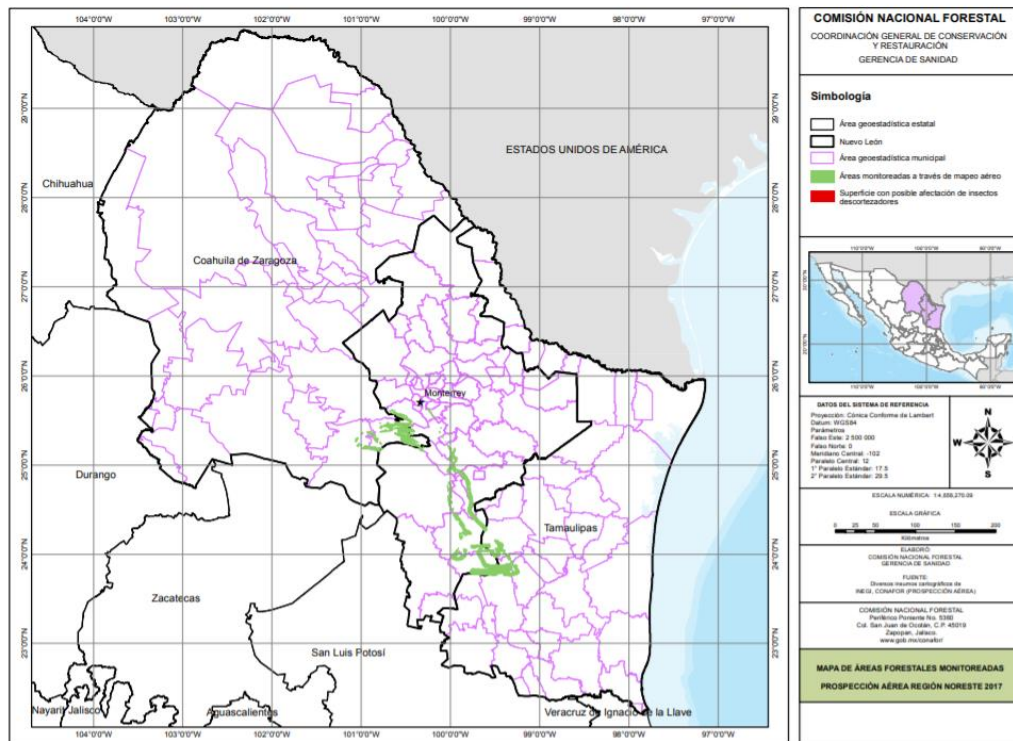 104°0'0"W 103°0'0"W 102°0'0"W 101°0'0"W 100°0'0"W 99°0'0"W 98°0'0"W 97°0'0"W
29°0'0"N
28°0'0"N
27°0'0"N
26°0'0"N
25°0'0"N
24°0'0"N
23°0'0"N
ESTADOS UNIDOS DE AMÉRICA
Chihuahua
Coahuila de Zaragoza
Monterrey
Durango
Tamaulipas
Zacatecas
San Luis Potosí
Nayarit Jalisco
Aguascalientes
Veracruz de Ignacio de la Llave
29°0'0"N
28°0'0"N
27°0'0"N
26°0'0"N
25°0'0"N
24°0'0"N
23°0'0"N
104°0'0"W 103°0'0"W 102°0'0"W 101°0'0"W 100°0'0"W 99°0'0"W 98°0'0"W 97°0'0"W
COMISIÓN NACIONAL FORESTAL
COORDINACIÓN GENERAL DE CONSERVACIÓN
Y RESTAURACIÓN
GERENCIA DE SANIDAD
Simbología
Área geoestadística estatal
Nuevo León
Área geoestadística municipal
Áreas monitoreadas a través de mapeo aéreo
Superficie con posible afectación de insectos
descortezadores
DATOS DEL SISTEMA DE REFERENCIA
Proyección: Cónica Conforme de Lambert
Datum: WGS84
Parámetros
Falso Este: 2 500 000
Falso Norte: 0
Meridiano Central: -102
Paralelo Central: 12
1° Paralelo Estándar: 17.5
2° Paralelo Estándar: 29.5
N
W E
S
ESCALA NUMÉRICA:
ESCALA GRÁFICA
0 25 50 100 150 200
Kilómetros
ELABORÓ:
COMISIÓN NACIONAL FORESTAL
GERENCIA DE SANIDAD
FUENTE:
Diversos insumos cartográficos de
INEGI, CONAFOR (PROSPECCIÓN AÉREA)
COMISIÓN NACIONAL FORESTAL
Periférico Poniente No. 5360
Col. San Juan de Ocotán, C.P. 45019
Zapopan, Jalisco.
www.gob.mx/conafor/
MAPA DE ÁREAS FORESTALES MONITOREADAS
PROSPECCIÓN AÉREA REGIÓN NORESTE 2017